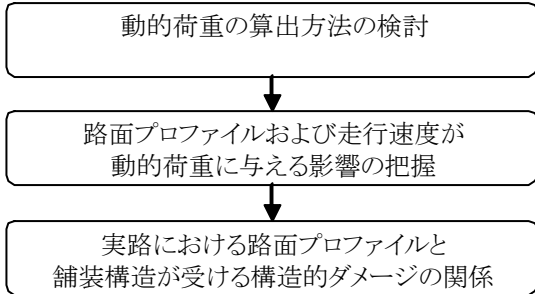 動的荷重の算出方法の検討
路面プロファイルおよび走行速度が
動的荷重に与える影響の把握
実路における路面プロファイルと
舗装構造が受ける構造的ダメージの関係